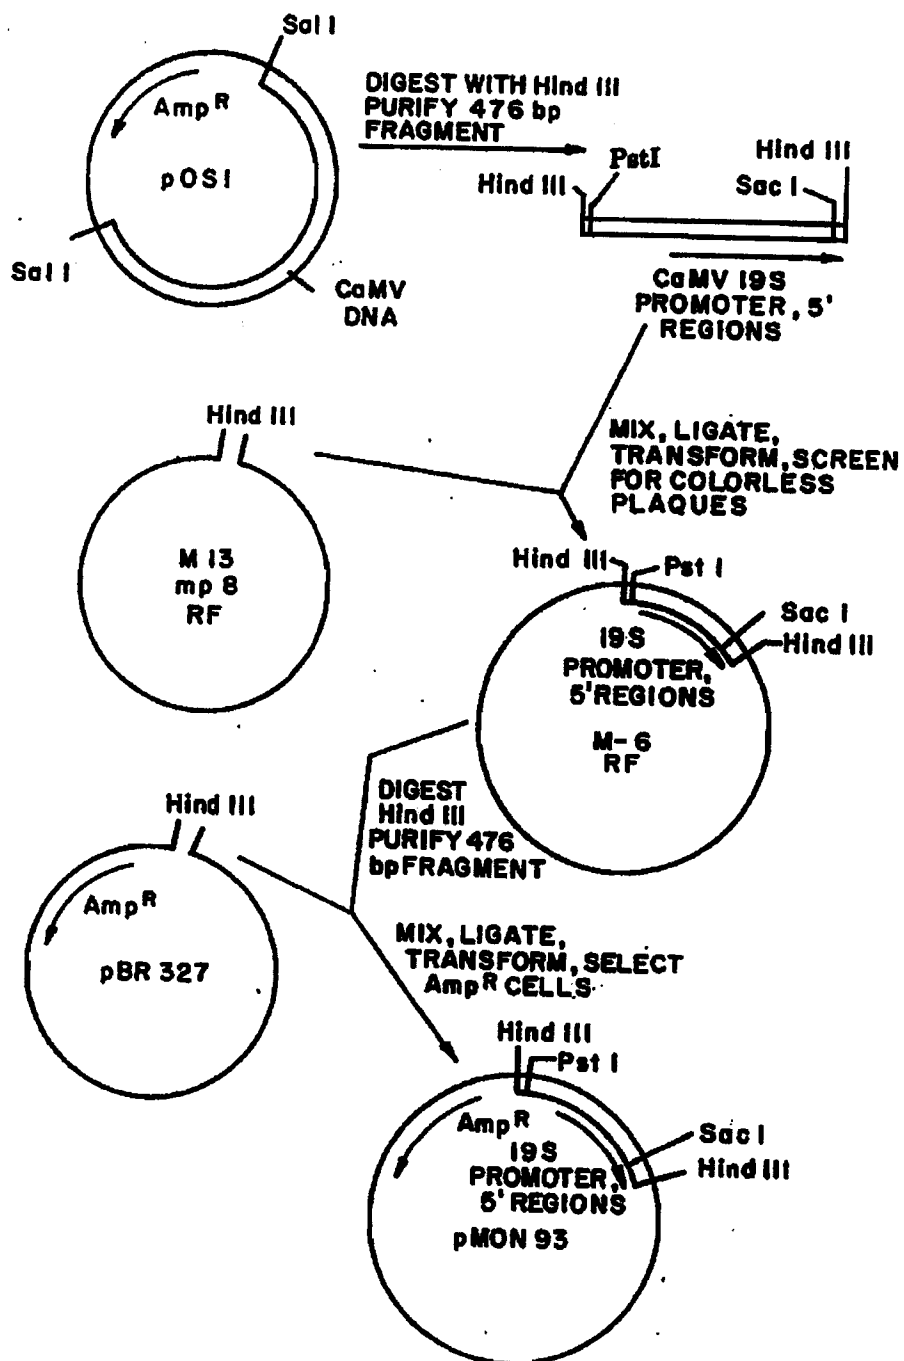 Sal I
Amp R
pOS1
Sal I
CaMV
DNA
DIGEST WITH Hind III
PURIFY 476 bp
FRAGMENT
PstI
Hind III
Hind III
Sac I
CaMV 19S
PROMOTER, 5'
REGIONS
Hind III
M 13
mp 8
RF
MIX, LIGATE,
TRANSFORM, SCREEN
FOR COLORLESS
PLAQUES
Hind III
Pst I
Sac I
Hind III
19S
PROMOTER,
5' REGIONS
M-6
RF
DIGEST
Hind III
PURIFY 476
bp FRAGMENT
Hind III
Amp R
pBR 327
MIX, LIGATE,
TRANSFORM, SELECT
Amp R CELLS
Hind III
Pst I
Amp R
Sac I
Hind III
19S
PROMOTER,
5' REGIONS
pMON 93